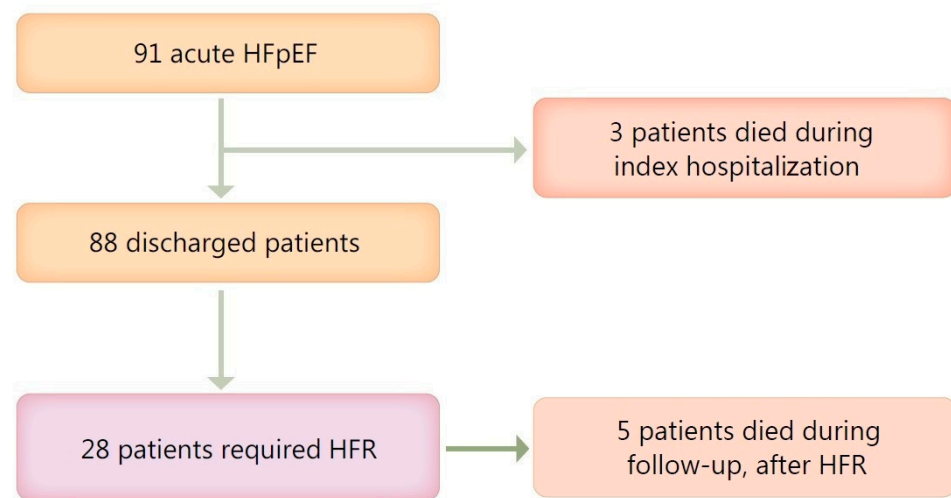 91 acute HFpEF
3 patients died during
index hospitalization
88 discharged patients
28 patients required HFR
5 patients died during
follow-up, after HFR